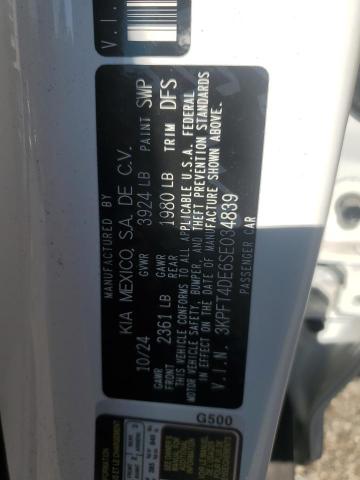 V.I.
KIA MEXICO, S.A. DE C.V.
10/24 GVWR 3924 LB PAINT SWP
GAWR FRONT 2361 LB GAWR REAR 1980 LB TRIM DFS
THIS VEHICLE CONFORMS TO ALL APPLICABLE U.S.A. FEDERAL
MOTOR VEHICLE SAFETY, BUMPER, AND THEFT PREVENTION STANDARDS
IN EFFECT ON THE DATE OF MANUFACTURE SHOWN ABOVE.
V.I.N. 3KPFT4DE6SE034839
PASSENGER CAR
G500